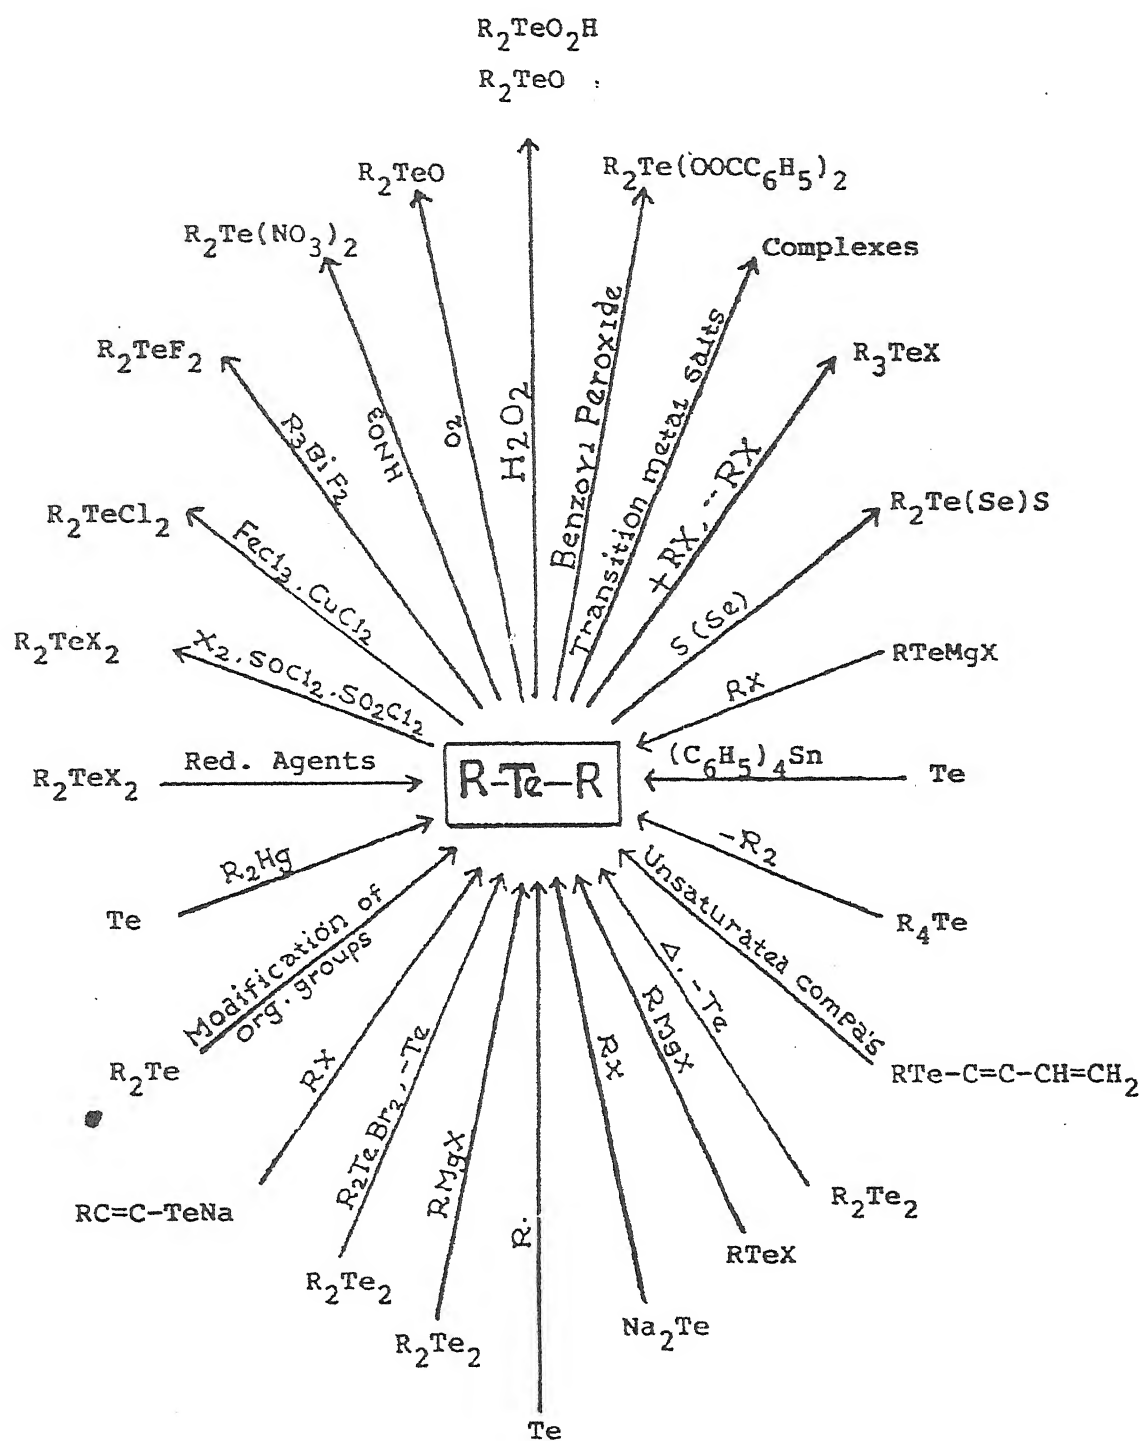 R₂TeO₂H
R₂TeO
R₂TeO
R₂Te(OOCC₆H₅)₂
R₂Te(NO₃)₂
Complexes
R₂TeF₂
R₃TeX
R₂TeCl₂
R₂Te(Se)S
R₂TeX₂
RTeMgX
R₃BiF₂
HNO₃
O₂
H₂O₂
Benzoyl Peroxide
Transition metal salts
+RX, -RX
S(Se)
FeCl₃, CuCl₂
X₂, SOCl₂, SO₂Cl₂
RX
R₂TeX₂
Red. Agents
R-Te-R
(C₆H₅)₄Sn
Te
R₂Hg
-R₂
Te
R₄Te
Modification of
org. groups
Unsaturated compd's
R₂Te
RTe-C=C-CH=CH₂
RX
R₂TeBr₂, -Te
RMgX
R.
RX
RMgX
Δ, -Te
RC=C-TeNa
R₂Te₂
R₂Te₂
Te
Na₂Te
RTeX
R₂Te₂